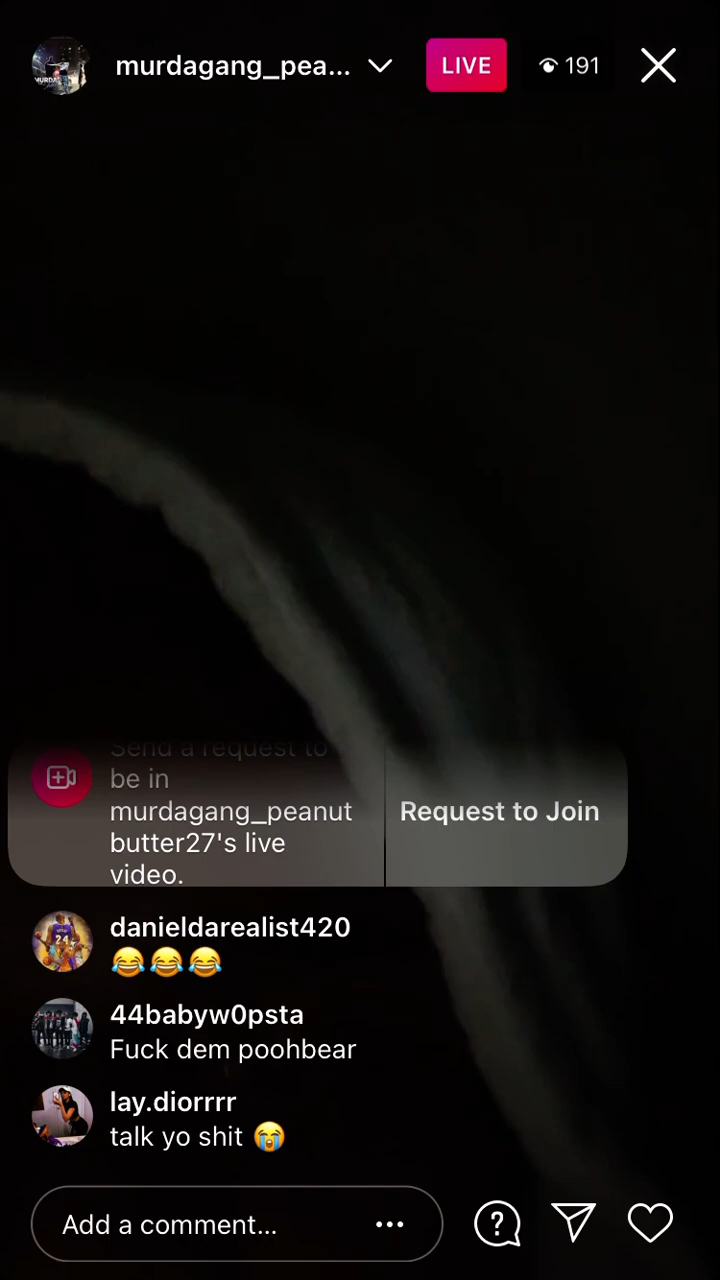 murdagang_pea...
LIVE
191
Send a request to
be in
murdagang_peanut
butter27's live
video.
Request to Join
danieldarealist420
😂😂😂
44babyw0psta
Fuck dem poohbear
lay.diorrrr
talk yo shit 😭
Add a comment...